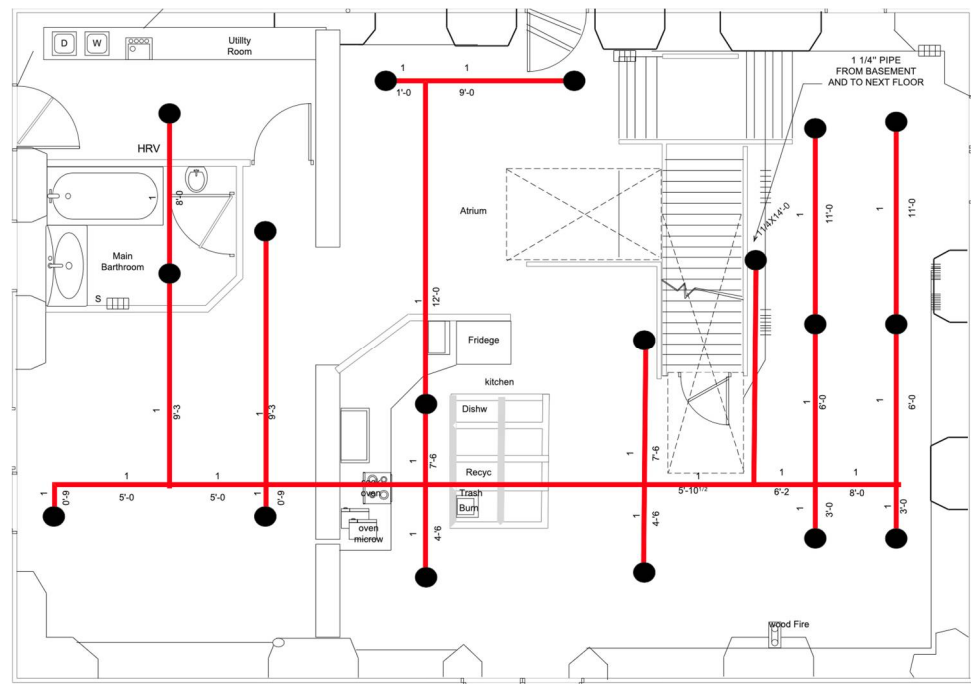 D
W
Utility
Room
1 1/4" PIPE
FROM BASEMENT
AND TO NEXT FLOOR
1
1'-0
1
9'-0
HRV
1
8'-0
Main
Barthroom
S
Atrium
1 1/4X14'-0
1
11'-0
1
11'-0
1
12'-0
Fridege
kitchen
Dishw
1
9'-3
1
9'-3
1
6'-0
1
6'-0
1
7'-6
1
7'-6
Recyc
Trash
Burn
oven
oven
microw
1
0'-9
1
5'-0
1
5'-0
1
0'-9
1
5'-10 1/2
1
6'-2
1
8'-0
1
4-'6
1
4-'6
1
3'-0
1
3'-0
wood Fire